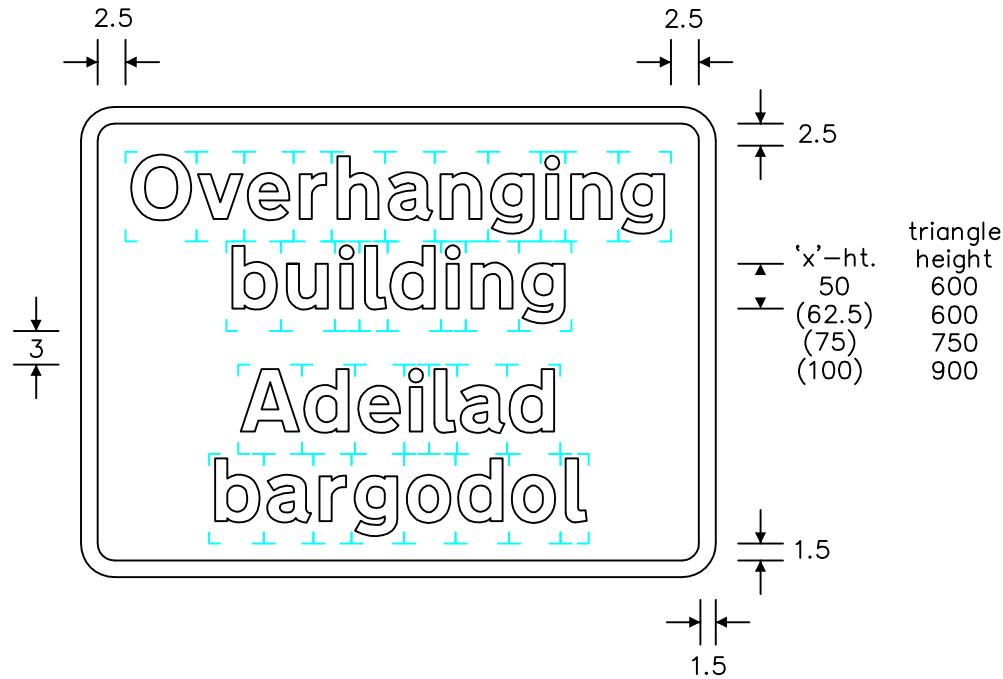 2.5 2.5
Overhanging
building
Adeilad
bargodol
2.5
triangle
'x'–ht. height
50 600
(62.5) 600
(75) 750
(100) 900
3
1.5
1.5